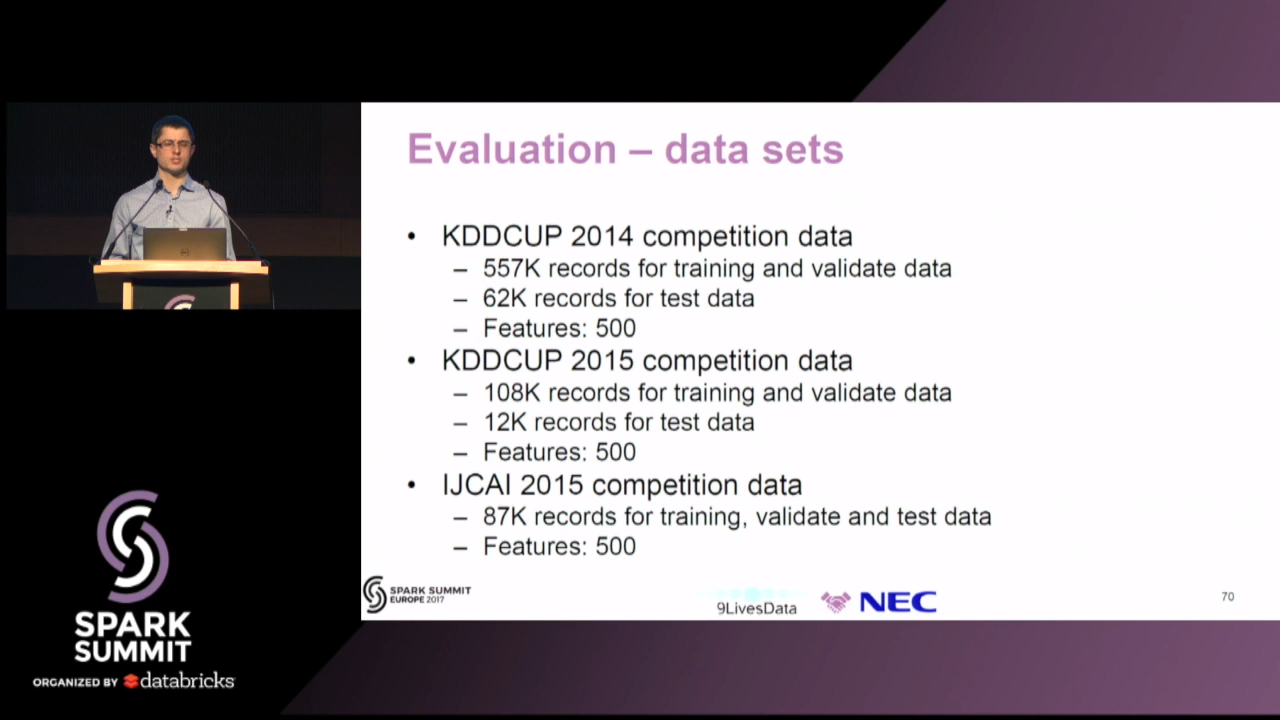 Evaluation – data sets
• KDDCUP 2014 competition data
– 557K records for training and validate data
– 62K records for test data
– Features: 500
• KDDCUP 2015 competition data
– 108K records for training and validate data
– 12K records for test data
– Features: 500
• IJCAI 2015 competition data
– 87K records for training, validate and test data
– Features: 500
SPARK SUMMIT
EUROPE 2017
9LivesData
NEC
70
SPARK
SUMMIT
ORGANIZED BY databricks